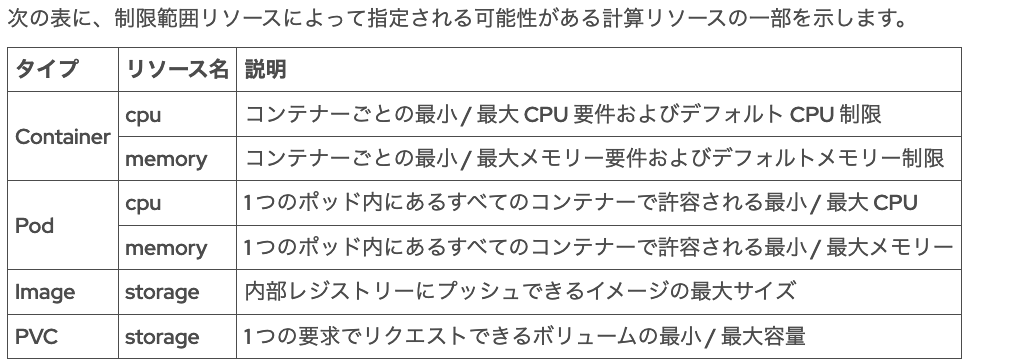 次の表に、制限範囲リソースによって指定される可能性がある計算リソースの一部を示します。
タイプ リソース名 説明
Container cpu コンテナーごとの最小 / 最大 CPU 要件およびデフォルト CPU 制限
memory コンテナーごとの最小 / 最大メモリー要件およびデフォルトメモリー制限
Pod cpu 1 つのポッド内にあるすべてのコンテナーで許容される最小 / 最大 CPU
memory 1 つのポッド内にあるすべてのコンテナーで許容される最小 / 最大メモリー
Image storage 内部レジストリーにプッシュできるイメージの最大サイズ
PVC storage 1 つの要求でリクエストできるボリュームの最小 / 最大容量